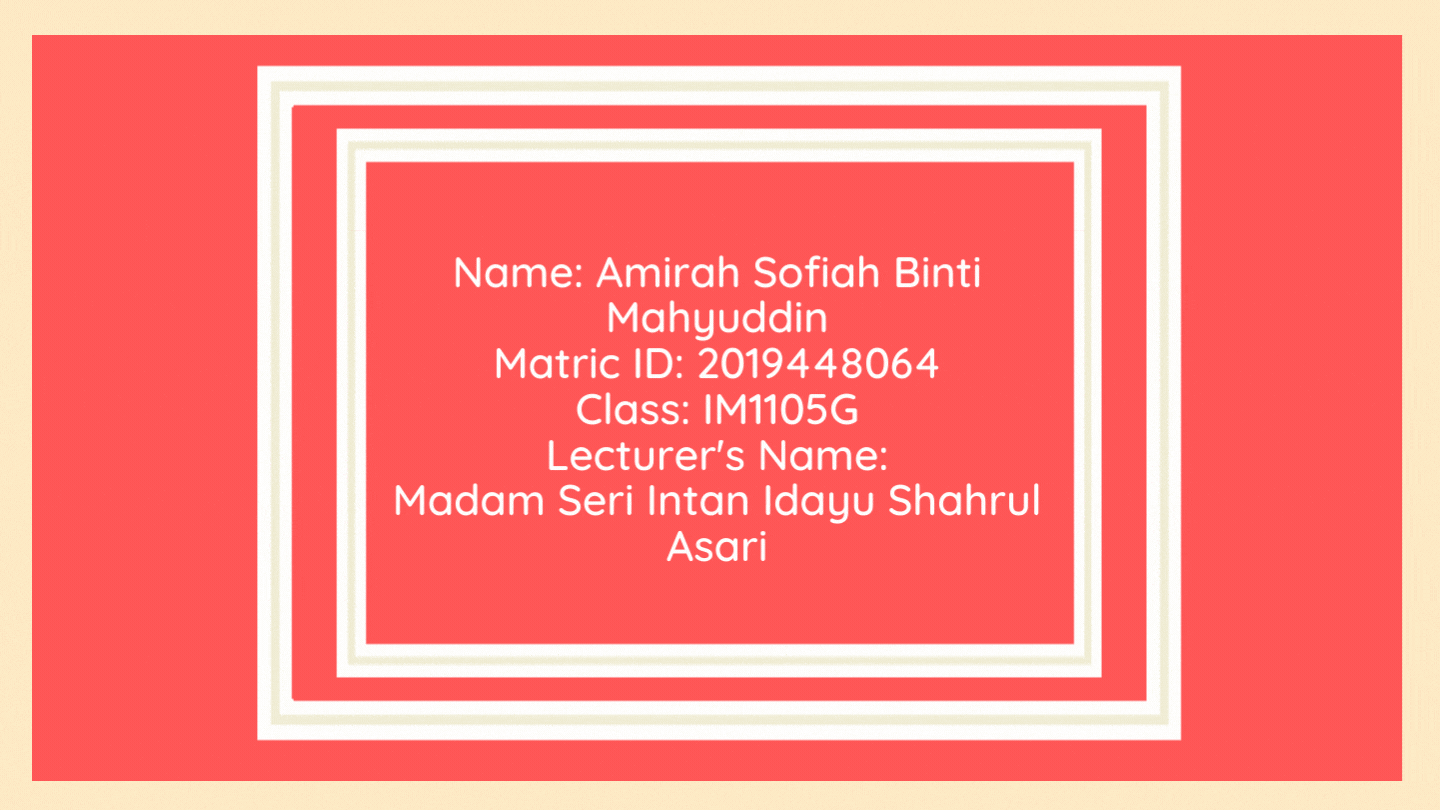 Name: Amirah Sofiah Binti
Mahyuddin
Matric ID: 2019448064
Class: IM1105G
Lecturer's Name:
Madam Seri Intan Idayu Shahrul
Asari